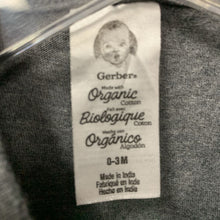 Gerber®
Made with
Organic
Cotton
Fait avec
Biologique
Coton
Hecho con
Orgánico
Algodón
0-3 M
Made in India
Fabriqué en Inde
Hecho en India